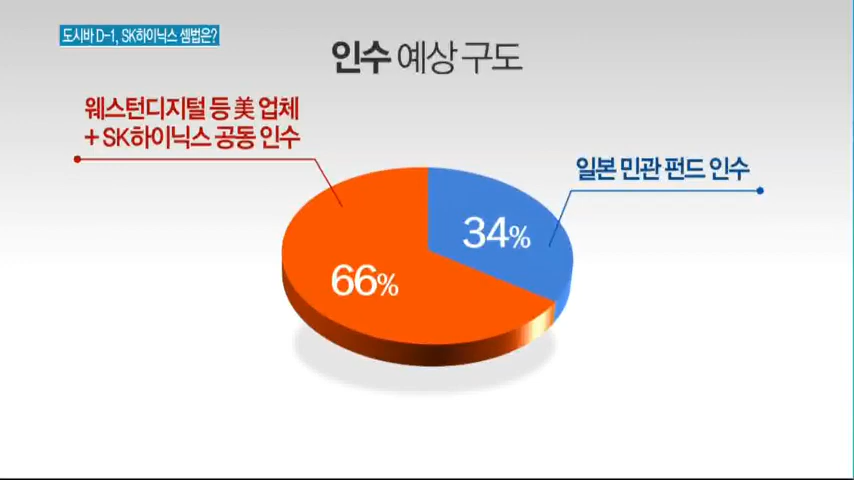 도시바 D-1, SK하이닉스 셈법은?
인수 예상 구도
웨스턴디지털 등 美 업체
+ SK하이닉스 공동 인수
일본 민관 펀드 인수
34%
66%